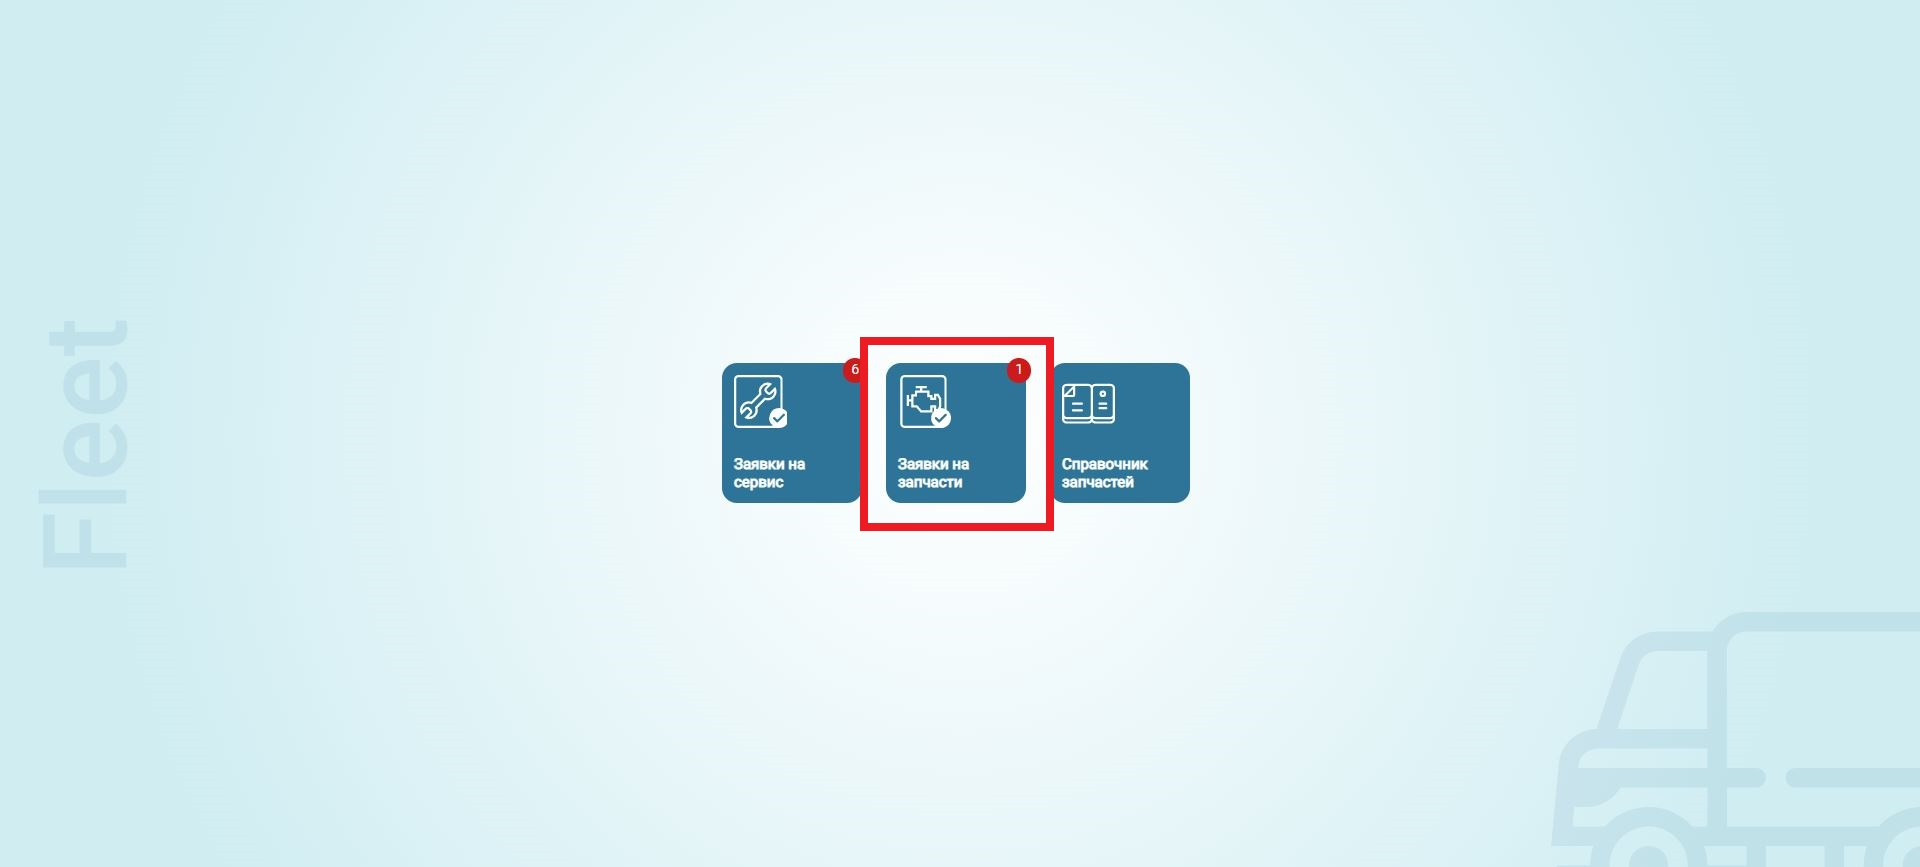 Fleet
6
Заявки на
сервис
1
Заявки на
запчасти
Справочник
запчастей